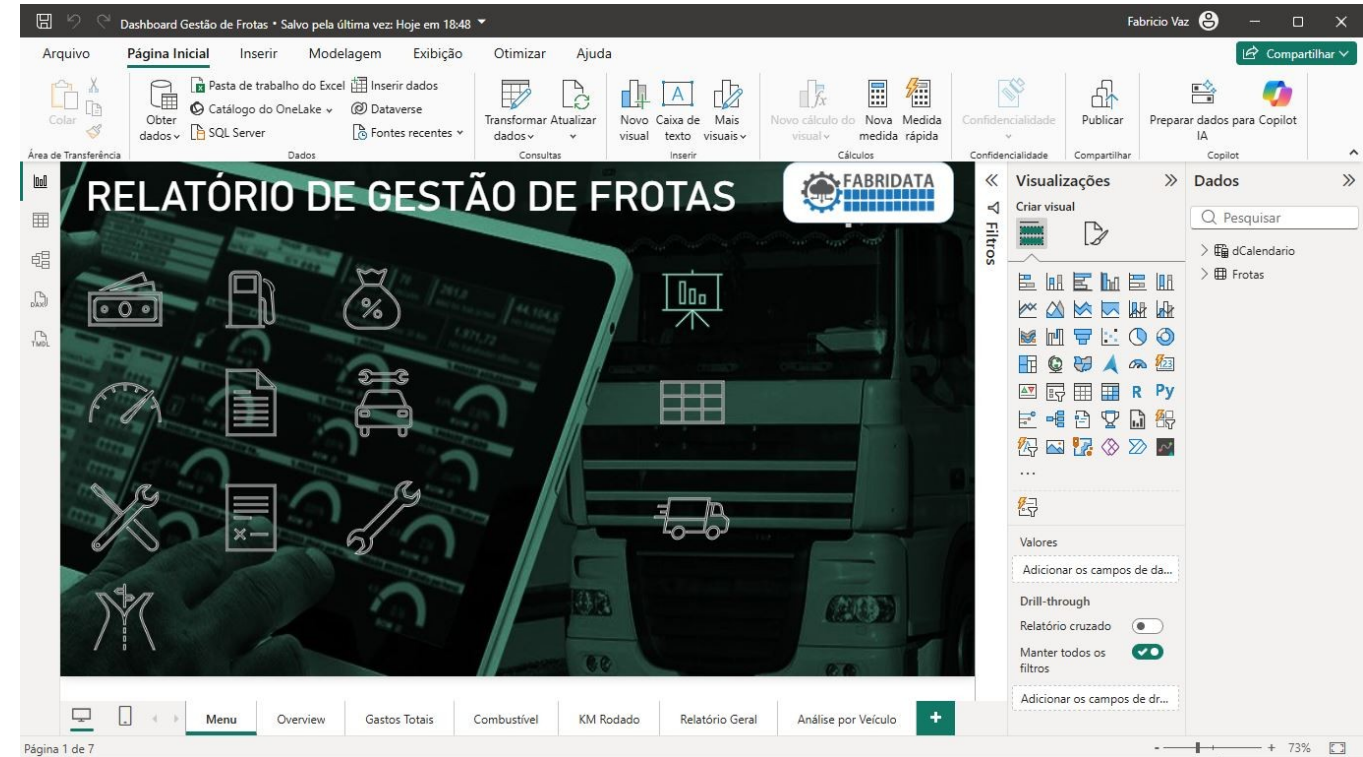 Dashboard Gestão de Frotas • Salvo pela última vez: Hoje em 18:48
Fabricio Vaz
Arquivo Página Inicial Inserir Modelagem Exibição Otimizar Ajuda
Compartilhar
Colar
Obter dados
Pasta de trabalho do Excel
Catálogo do OneLake
SQL Server
Inserir dados
Dataverse
Fontes recentes
Transformar dados
Atualizar
Novo visual
Caixa de texto
Mais visuais
Novo cálculo do visual
Nova medida
Medida rápida
Confidencialidade
Publicar
Preparar dados para IA
Copilot
Área de Transferência Dados Consultas Inserir Cálculos Confidencialidade Compartilhar Copilot
RELATÓRIO DE GESTÃO DE FROTAS
FABRIDATA
Filtros
Visualizações
Criar visual
R Py
123
...
Valores
Adicionar os campos de da...
Drill-through
Relatório cruzado
Manter todos os filtros
Adicionar os campos de dr...
Dados
Pesquisar
dCalendario
Frotas
DAX
TMDL
Menu Overview Gastos Totais Combustível KM Rodado Relatório Geral Análise por Veículo +
Página 1 de 7
- + 73%